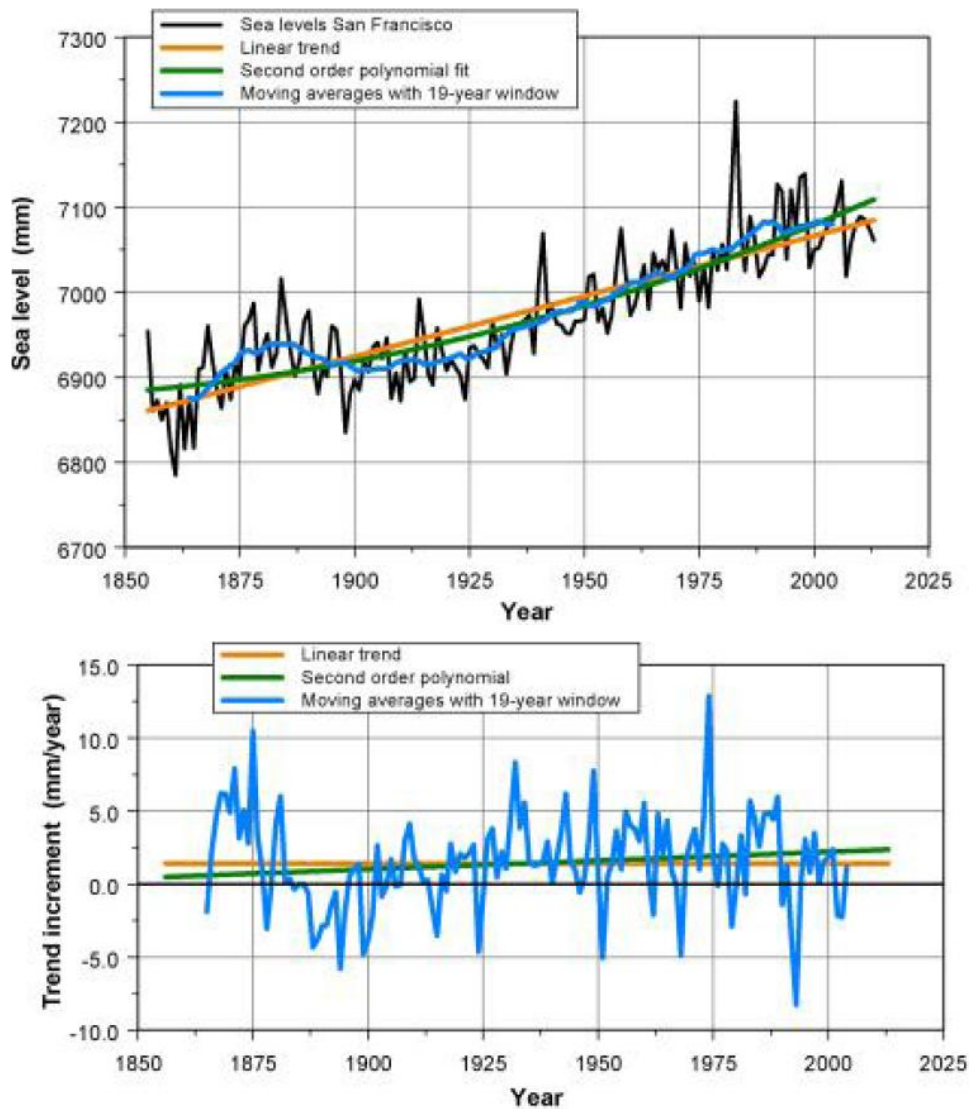 Sea levels San Francisco
Linear trend
Second order polynomial fit
Moving averages with 19-year window
7300
7200
7100
7000
6900
6800
6700
Sea level (mm)
1850 1875 1900 1925 1950 1975 2000 2025
Year
Linear trend
Second order polynomial
Moving averages with 19-year window
15.0
10.0
5.0
0.0
-5.0
-10.0
Trend increment (mm/year)
1850 1875 1900 1925 1950 1975 2000 2025
Year